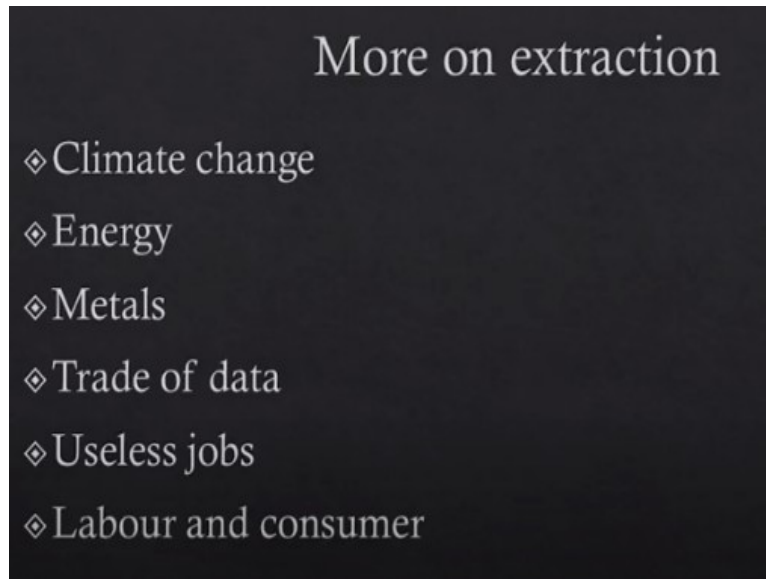 More on extraction
Climate change
Energy
Metals
Trade of data
Useless jobs
Labour and consumer